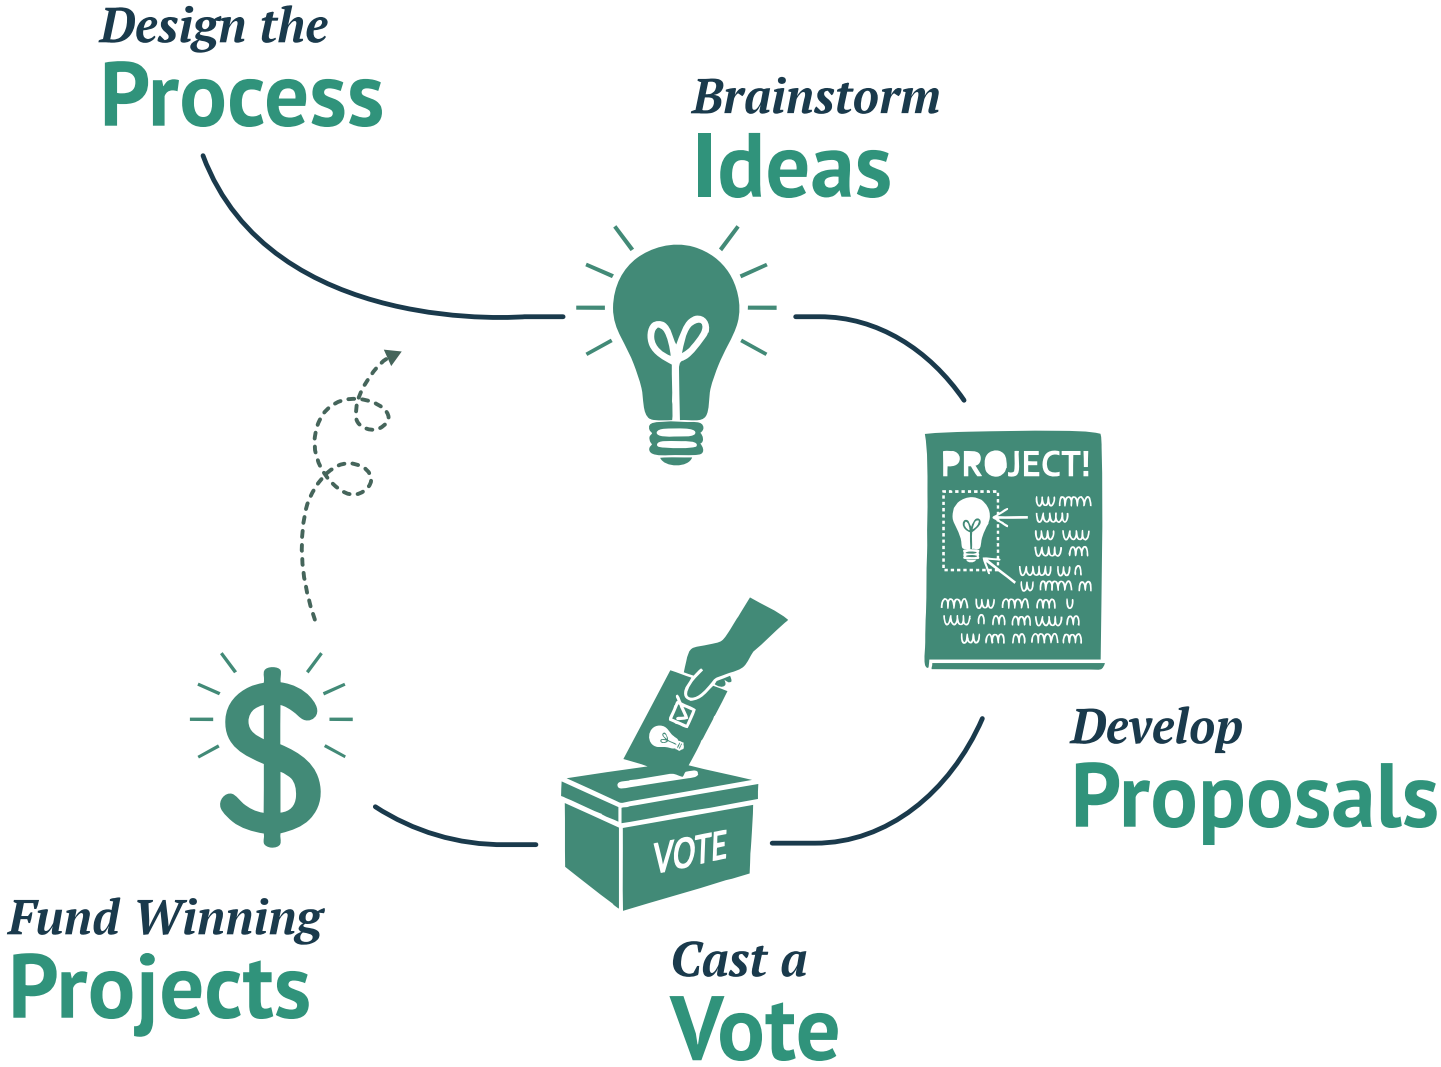 Design the
Process
Brainstorm
Ideas
PROJECT!
Develop
Proposals
VOTE
Cast a
Vote
Fund Winning
Projects